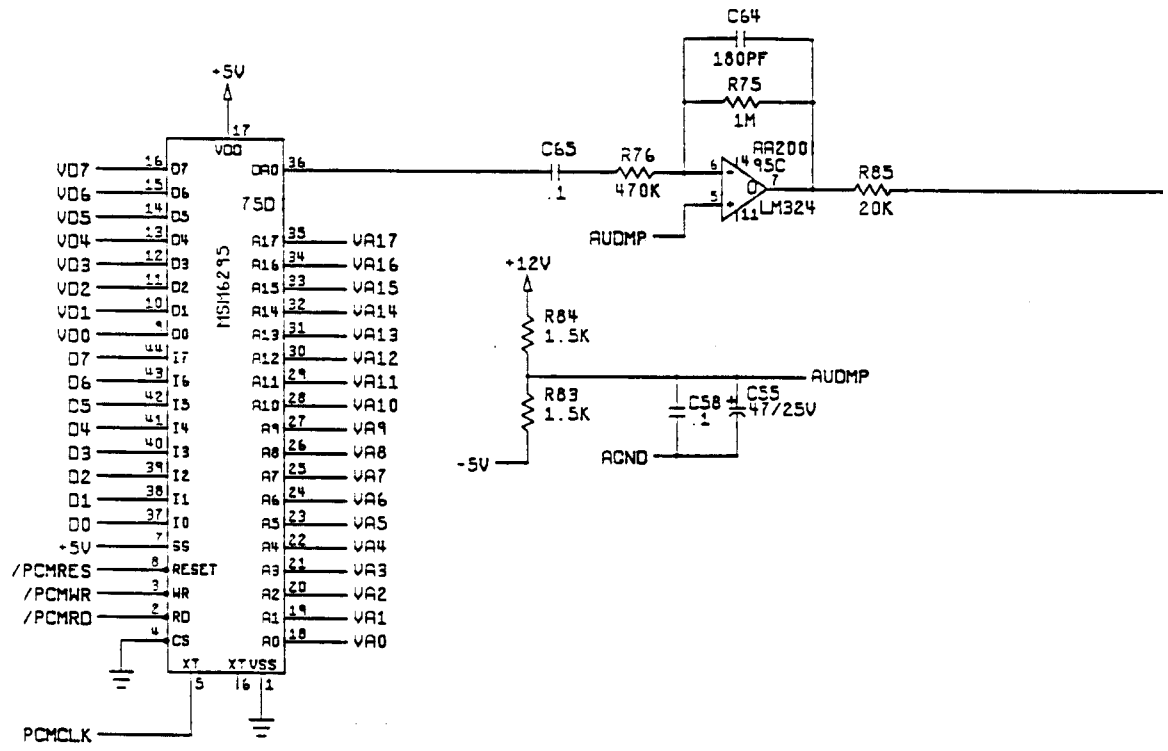 C64
180PF
+5V
R75
1M
17
VDD
AA200
VD7 16 D7
DAO 36
C65
.1
R76
470K
6
4
95C
7
5
11
LM324
R85
20K
VD6 15 D6
VD5 14 D5
75D
AUDMP
VD4 13 D4
A17 35 VA17
VD3 12 D3
A16 34 VA16
+12V
VD2 11 D2
A15 33 VA15
VD1 10 D1
A14 32 VA14
MSM6295
VD0 9 D0
A13 31 VA13
R84
1.5K
D7 44 I7
A12 30 VA12
D6 43 I6
A11 29 VA11
AUDMP
C5 42 I5
A10 28 VA10
R83
1.5K
C58
.1
+
C55
47/25V
D4 41 I4
A9 27 VA9
D3 40 I3
A8 26 VA8
D2 39 I2
A7 25 VA7
-5V
AGND
D1 38 I1
A6 24 VA6
D0 37 I0
A5 23 VA5
+5V 7 SS
A4 22 VA4
/PCMRES 8 RESET
A3 21 VA3
/PCMWR 3 WR
A2 20 VA2
/PCMRD 2 RD
A1 19 VA1
4 CS
A0 18 VA0
XT XT VSS
5 6 1
PCMCLK